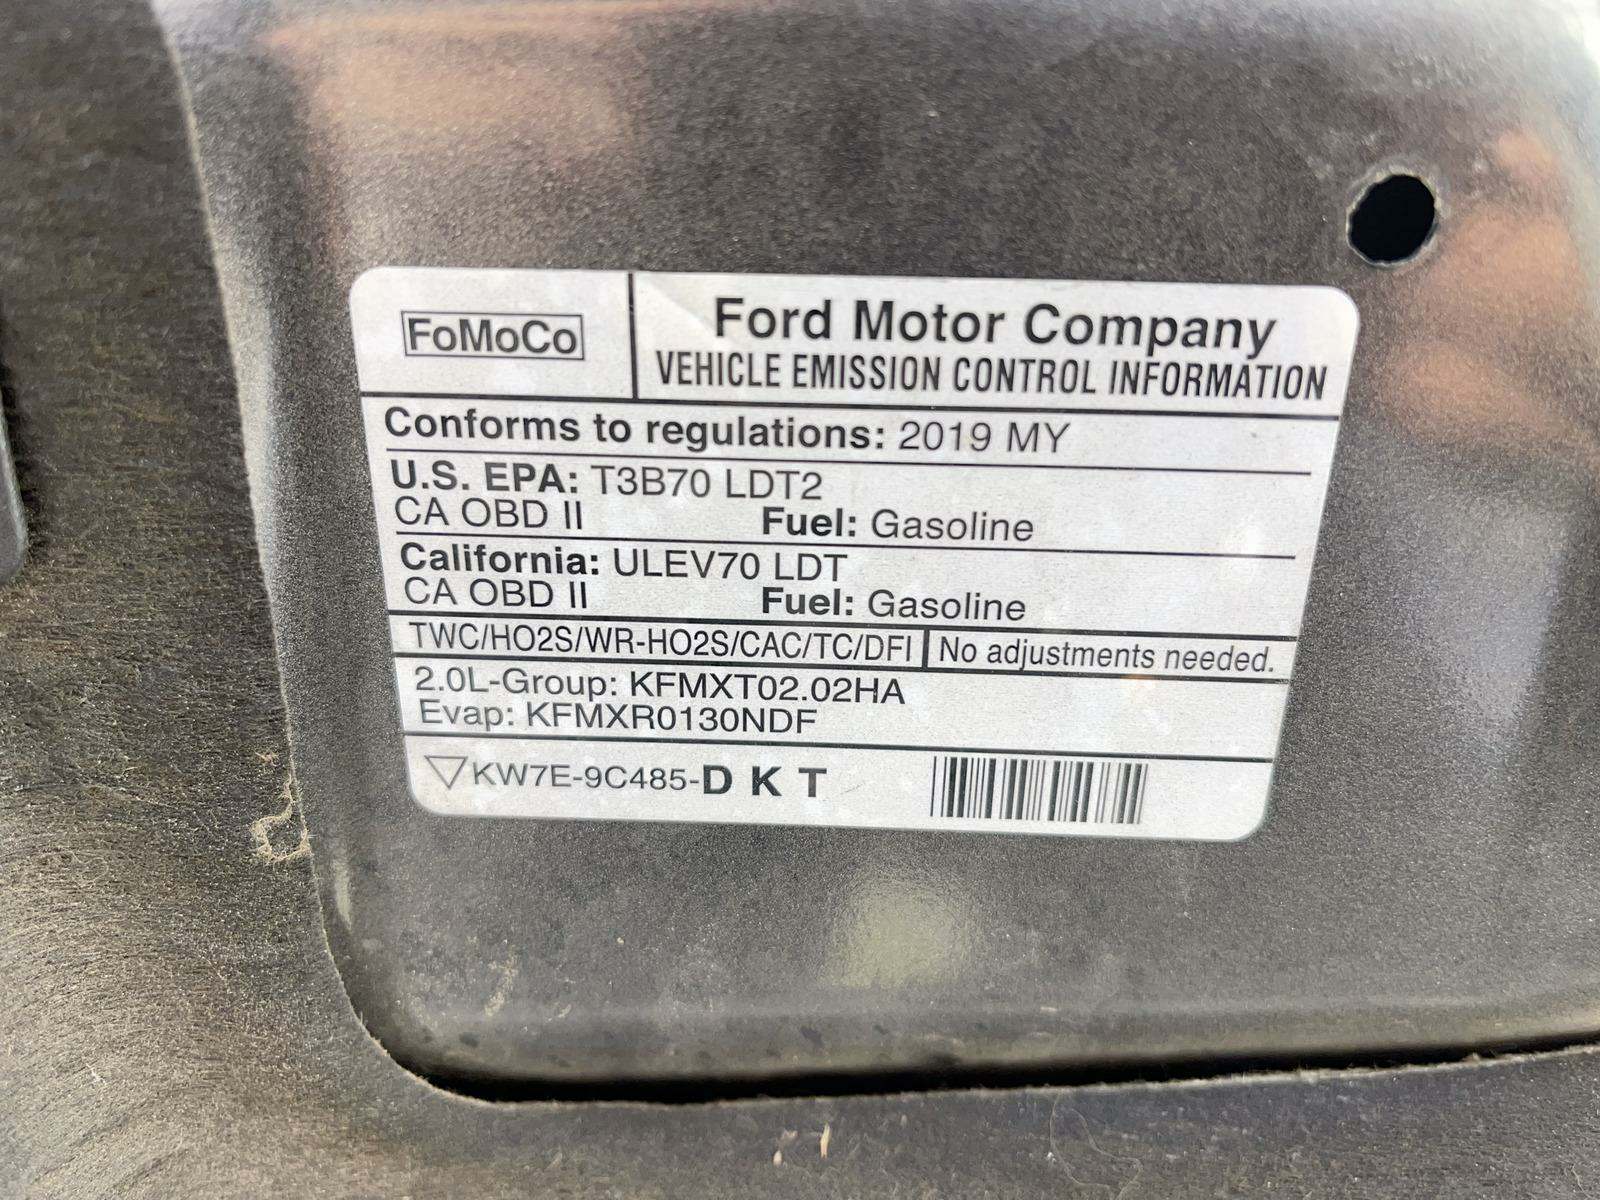 FoMoCo
Ford Motor Company
VEHICLE EMISSION CONTROL INFORMATION
Conforms to regulations: 2019 MY
U.S. EPA: T3B70 LDT2
CA OBD II Fuel: Gasoline
California: ULEV70 LDT
CA OBD II Fuel: Gasoline
TWC/HO2S/WR-HO2S/CAC/TC/DFI No adjustments needed.
2.0L-Group: KFMXT02.02HA
Evap: KFMXR0130NDF
KW7E-9C485-D K T